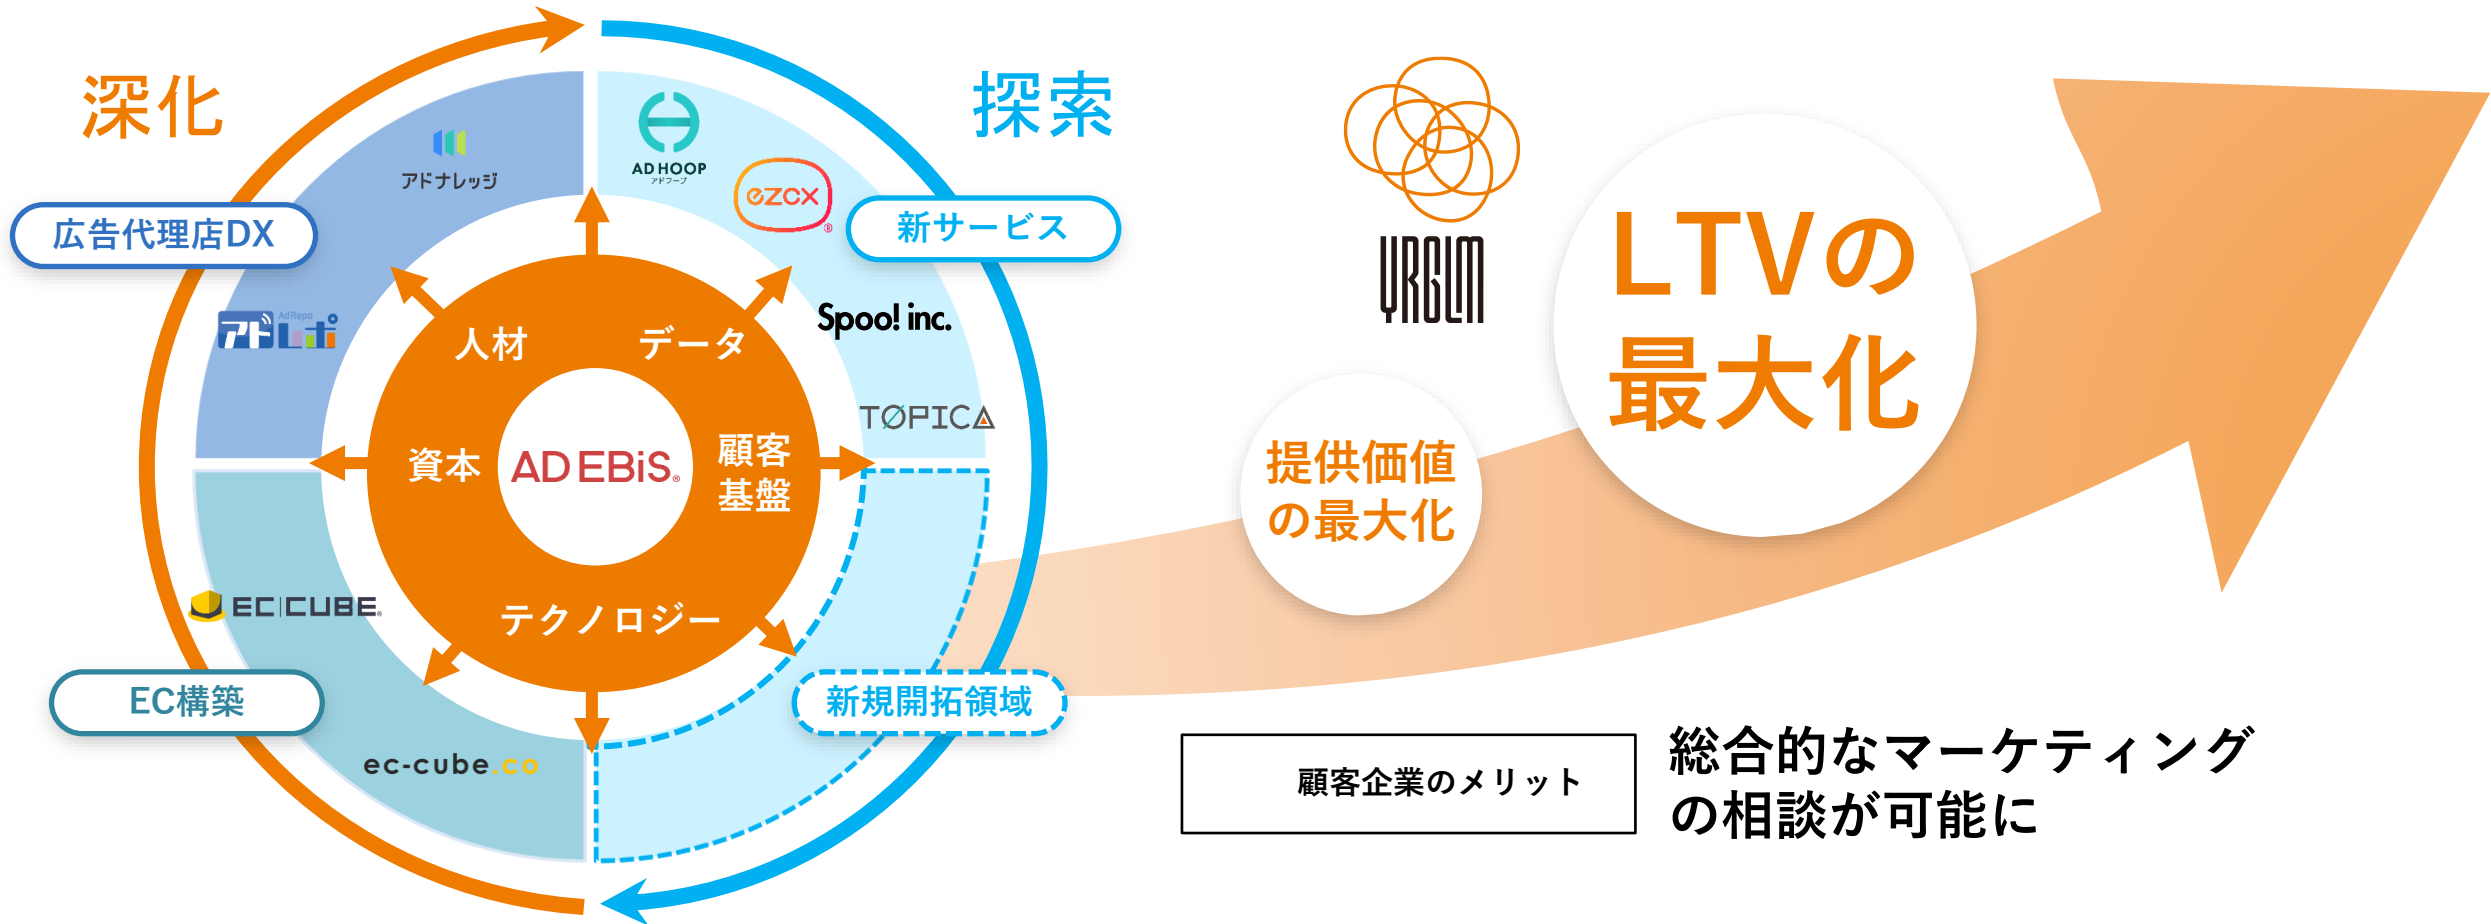 深化
探索
アドナレッジ
AD HOOP
アドフープ
ezcx®
広告代理店DX
新サービス
アドレポ
AdRepo
Spoo! inc.
TOPICA
人材
データ
資本
AD EBiS®
顧客
基盤
テクノロジー
EC CUBE®
EC構築
ec-cube.co
新規開拓領域
YRGLM
提供価値
の最大化
LTVの
最大化
顧客企業のメリット
総合的なマーケティング
の相談が可能に